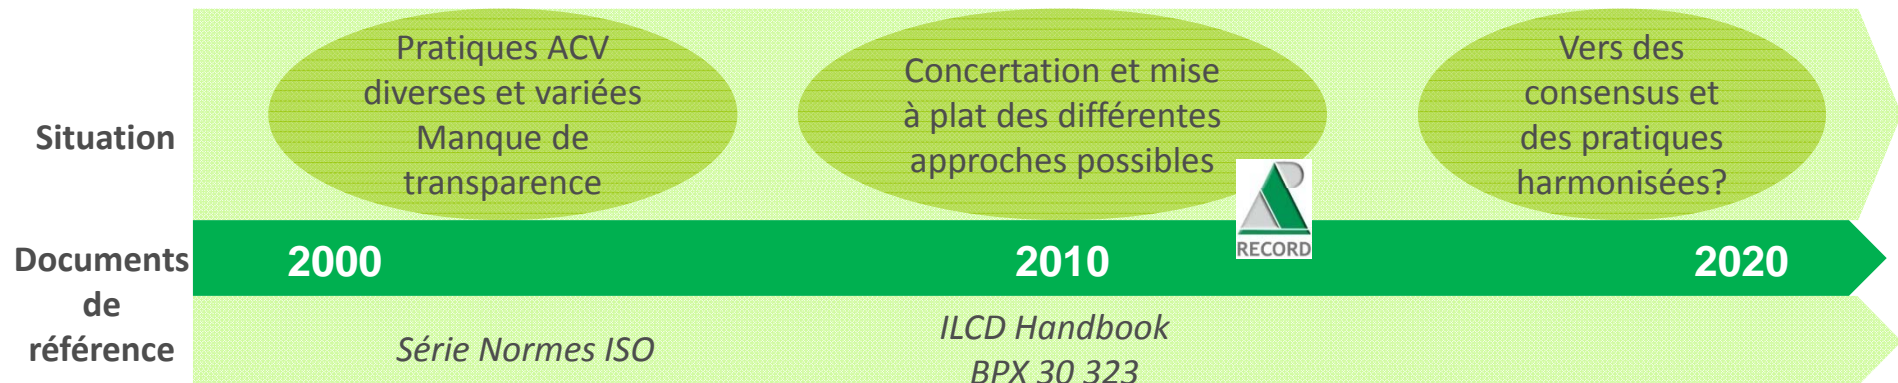 Situation
Pratiques ACV
diverses et variées
Manque de
transparence
Concertation et mise
à plat des différentes
approches possibles
Vers des
consensus et
des pratiques
harmonisées?
RECORD
Documents
de
référence
2000
2010
2020
Série Normes ISO
ILCD Handbook
BPX 30 323